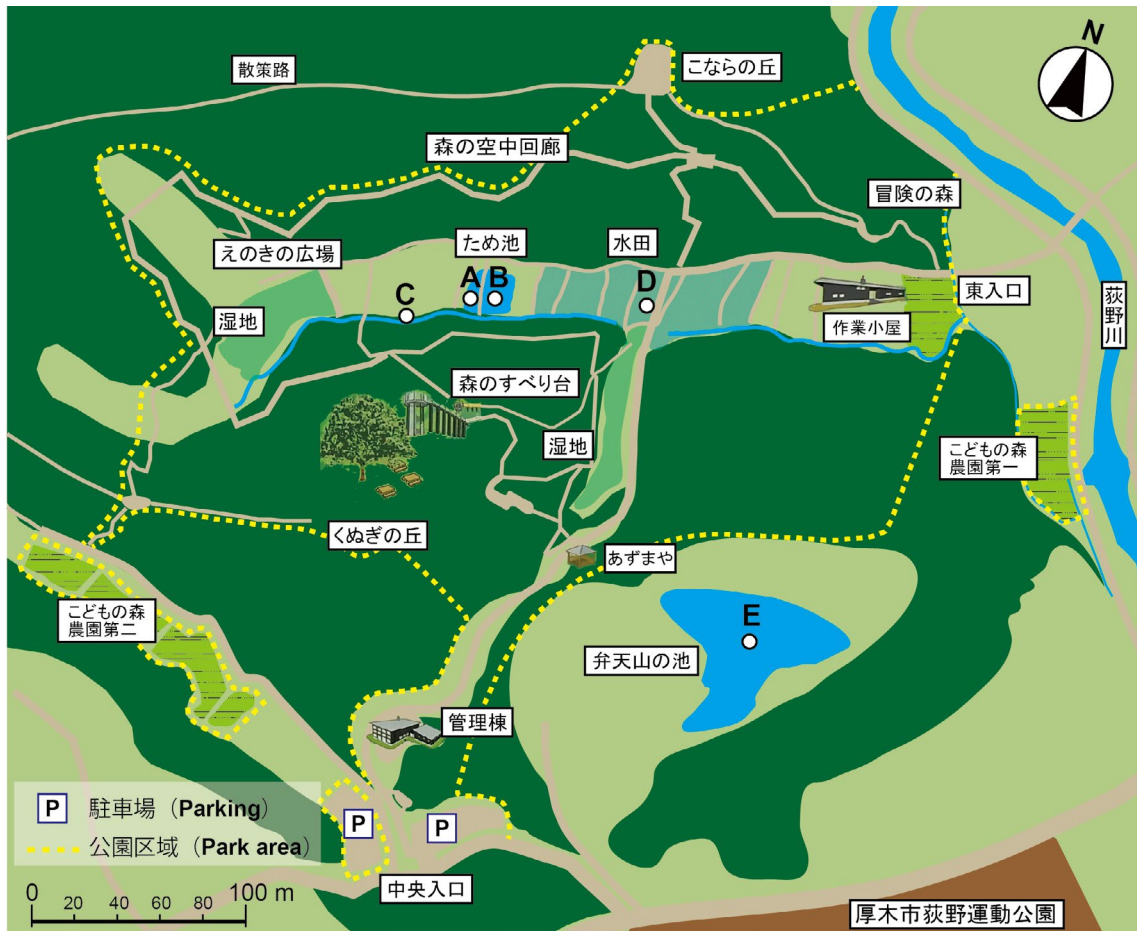 N
こならの丘
散策路
森の空中回廊
冒険の森
えのきの広場
ため池
水田
A
B
C
D
東入口
荻野川
湿地
作業小屋
森のすべり台
湿地
こどもの森
農園第一
くぬぎの丘
あずまや
こどもの森
農園第二
E
弁天山の池
管理棟
P 駐車場（Parking）
公園区域（Park area）
P
P
0 20 40 60 80 100 m
中央入口
厚木市荻野運動公園